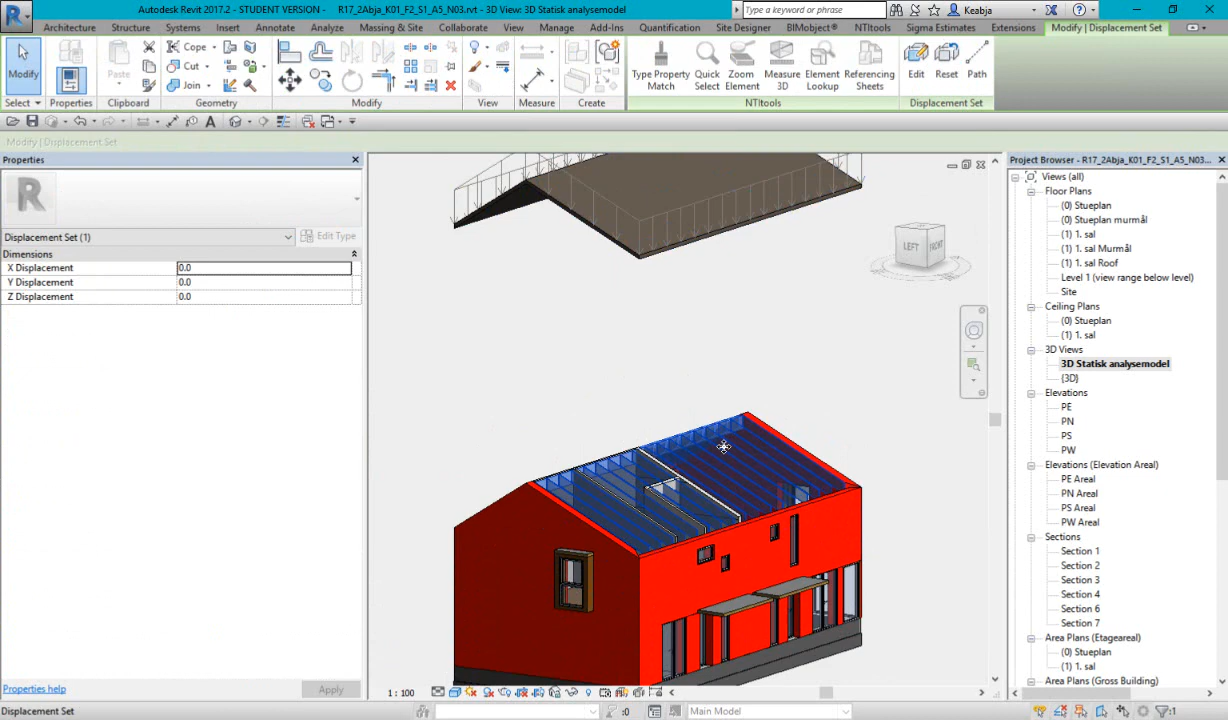 Autodesk Revit 2017.2 - STUDENT VERSION - R17_2Abja_K01_F2_S1_A5_N03.rvt - 3D View: 3D Statisk analysemodel
Type a keyword or phrase
Keabja
Architecture Structure Systems Insert Annotate Analyze Massing & Site Collaborate View Manage Add-Ins Quantification Site Designer BIMobject® NTItools Sigma Estimates Extensions Modify | Displacement Set
Modify
Paste
Cope
Cut
Join
Type Property Match
Quick Select
Zoom Element
Measure 3D
Element Lookup
Referencing Sheets
Edit
Reset
Path
Select Properties Clipboard Geometry Modify View Measure Create NTItools Displacement Set
Modify | Displacement Set
Properties
R
Displacement Set (1)
Edit Type
Dimensions
X Displacement 0.0
Y Displacement 0.0
Z Displacement 0.0
Properties help
Apply
LEFT
FRONT
1 : 100
Project Browser - R17_2Abja_K01_F2_S1_A5_N03...
Views (all)
Floor Plans
(0) Stueplan
(0) Stueplan murmål
(1) 1. sal
(1) 1. sal Murmål
(1) 1. sal Roof
Level 1 (view range below level)
Site
Ceiling Plans
(0) Stueplan
(1) 1. sal
3D Views
3D Statisk analysemodel
{3D}
Elevations
PE
PN
PS
PW
Elevations (Elevation Area)
PE Areal
PN Areal
PS Areal
PW Areal
Sections
Section 1
Section 2
Section 3
Section 4
Section 6
Section 7
Area Plans (Etageareal)
(0) Stueplan
(1) 1. sal
Area Plans (Gross Building)
Displacement Set
:0
Main Model
:1